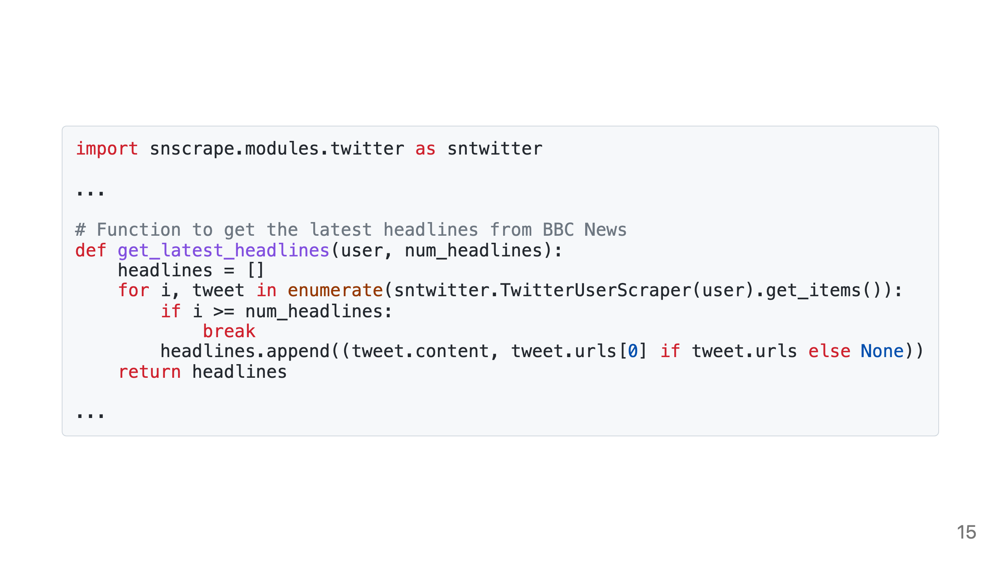 import snscrape.modules.twitter as sntwitter

...

# Function to get the latest headlines from BBC News
def get_latest_headlines(user, num_headlines):
    headlines = []
    for i, tweet in enumerate(sntwitter.TwitterUserScraper(user).get_items()):
        if i >= num_headlines:
            break
        headlines.append((tweet.content, tweet.urls[0] if tweet.urls else None))
    return headlines

...
15